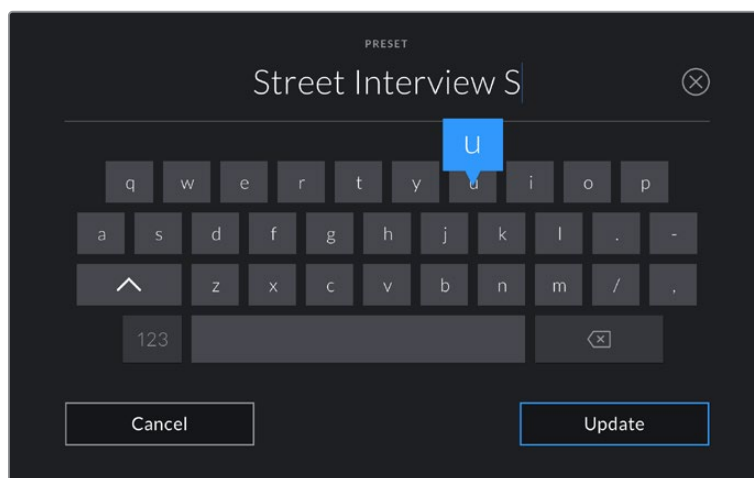 PRESET
Street Interview S
u
q w e r t y u i o p
a s d f g h j k l . -
z x c v b n m / ,
123
Cancel Update